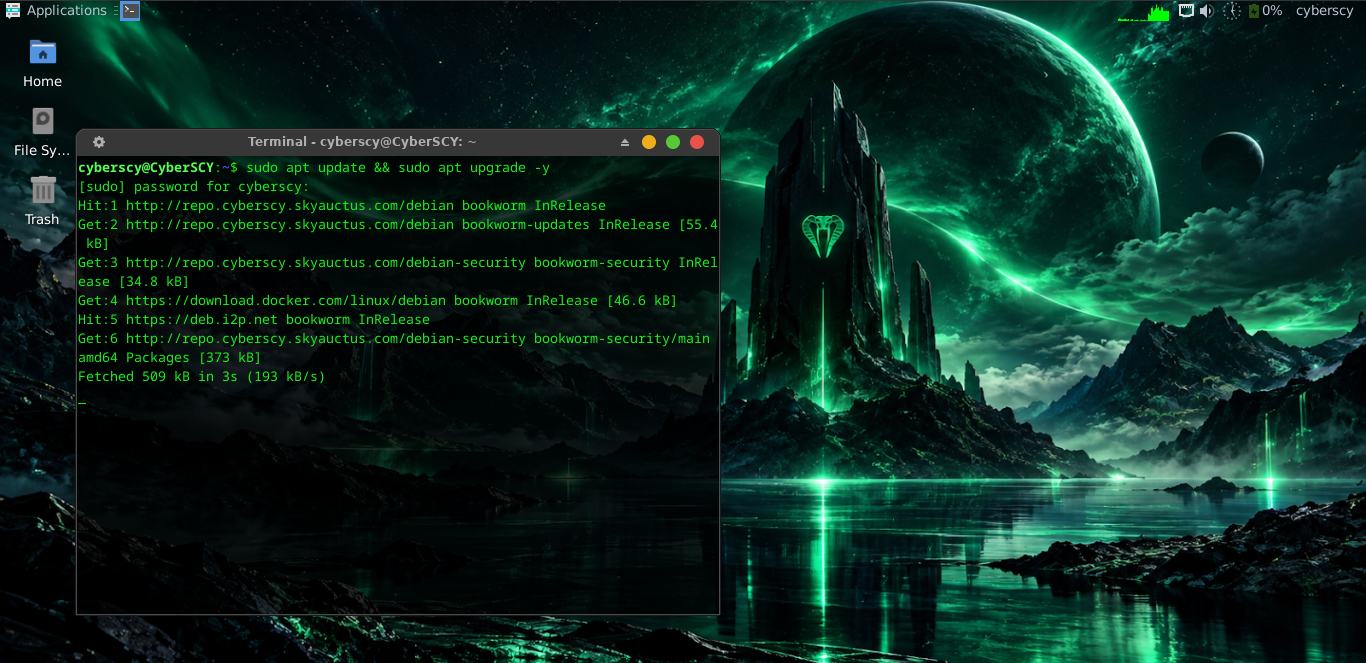 Applications
0% cyberscy
Home
File Sy...
Trash
Terminal - cyberscy@CyberSCY: ~
cyberscy@CyberSCY:~$ sudo apt update && sudo apt upgrade -y
[sudo] password for cyberscy:
Hit:1 http://repo.cyberscy.skyauctus.com/debian bookworm InRelease
Get:2 http://repo.cyberscy.skyauctus.com/debian bookworm-updates InRelease [55.4
 kB]
Get:3 http://repo.cyberscy.skyauctus.com/debian-security bookworm-security InRel
ease [34.8 kB]
Get:4 https://download.docker.com/linux/debian bookworm InRelease [46.6 kB]
Hit:5 https://deb.i2p.net bookworm InRelease
Get:6 http://repo.cyberscy.skyauctus.com/debian-security bookworm-security/main
amd64 Packages [373 kB]
Fetched 509 kB in 3s (193 kB/s)